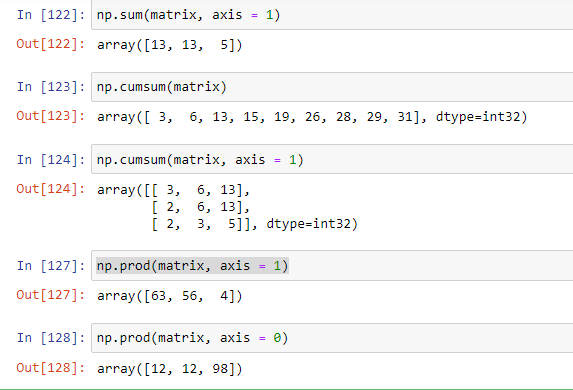 In [122]: np.sum(matrix, axis = 1)
Out[122]: array([13, 13,  5])
In [123]: np.cumsum(matrix)
Out[123]: array([ 3,  6, 13, 15, 19, 26, 28, 29, 31], dtype=int32)
In [124]: np.cumsum(matrix, axis = 1)
Out[124]: array([[ 3,  6, 13],
       [ 2,  6, 13],
       [ 2,  3,  5]], dtype=int32)
In [127]: np.prod(matrix, axis = 1)
Out[127]: array([63, 56,  4])
In [128]: np.prod(matrix, axis = 0)
Out[128]: array([12, 12, 98])